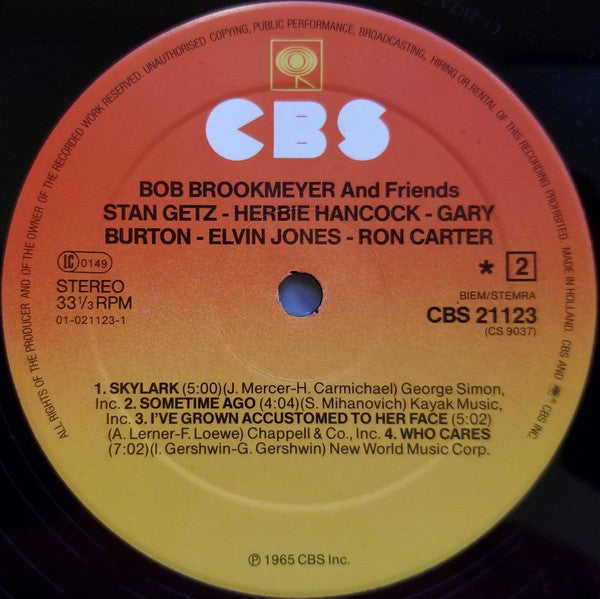 ALL RIGHTS OF THE PRODUCER AND OF THE OWNER OF THE RECORDED WORK RESERVED. UNAUTHORISED COPYING, PUBLIC PERFORMANCE, BROADCASTING, HIRING OR RENTAL OF THIS RECORDING PROHIBITED. MADE IN HOLLAND. CBS AND ARE ® CBS INC.
CBS
BOB BROOKMEYER And Friends
STAN GETZ - HERBIE HANCOCK - GARY
BURTON - ELVIN JONES - RON CARTER
LC 0149
* 2
STEREO
BIEM/STEMRA
33 1/3 RPM
CBS 21123
01-021123-1
(CS 9037)
1. SKYLARK (5:00)(J. Mercer-H. Carmichael) George Simon,
Inc. 2. SOMETIME AGO (4:04)(S. Mihanovich) Kayak Music,
Inc. 3. I'VE GROWN ACCUSTOMED TO HER FACE (5:02)
(A. Lerner-F. Loewe) Chappell & Co., Inc. 4. WHO CARES
(7:02)(I. Gershwin-G. Gershwin) New World Music Corp.
℗ 1965 CBS Inc.